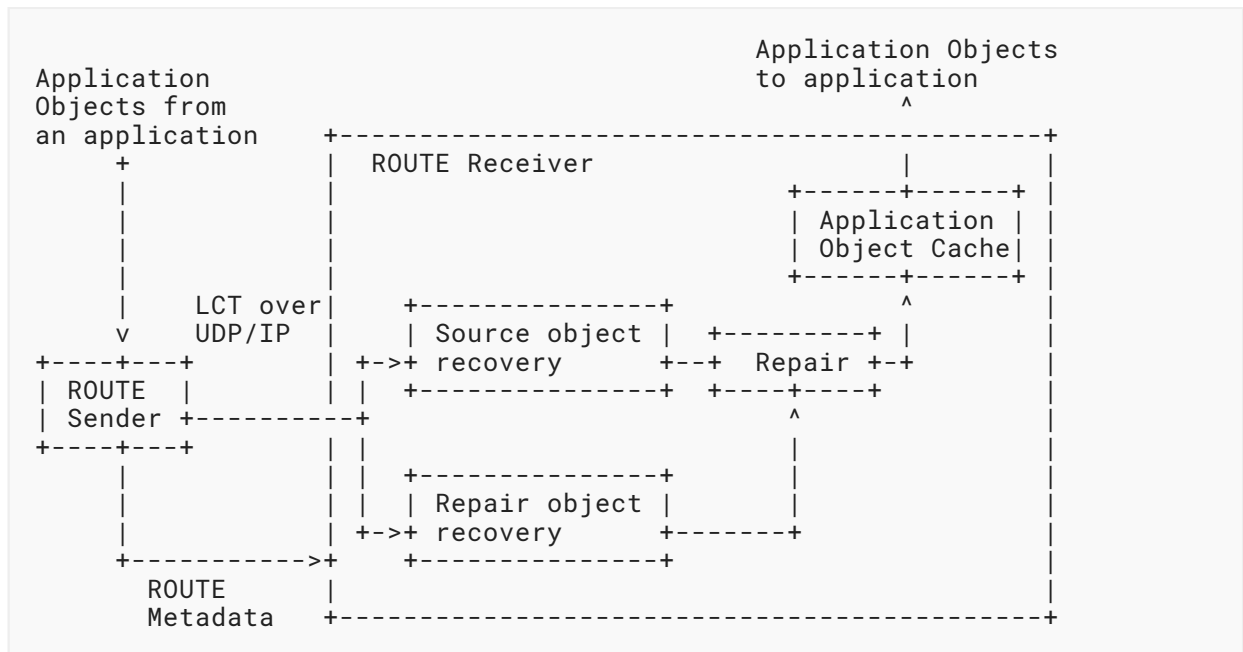 Application Objects
Application to application
Objects from ^
an application +--------------------------------------------+
+ | ROUTE Receiver | |
| | +------+------+ |
| | | Application | |
| | | Object Cache| |
| | +------+------+ |
| LCT over| +---------------+ ^ |
v UDP/IP | | Source object | +---------+ | |
+----+---+ | +->+ recovery +--+ Repair +-+ |
| ROUTE | | | +---------------+ +----+----+ |
| Sender +----------+ ^ |
+----+---+ | | | |
| | | +---------------+ | |
| | | | Repair object | | |
| | +->+ recovery +-------+ |
+----------->+ +---------------+ |
ROUTE | |
Metadata +--------------------------------------------+